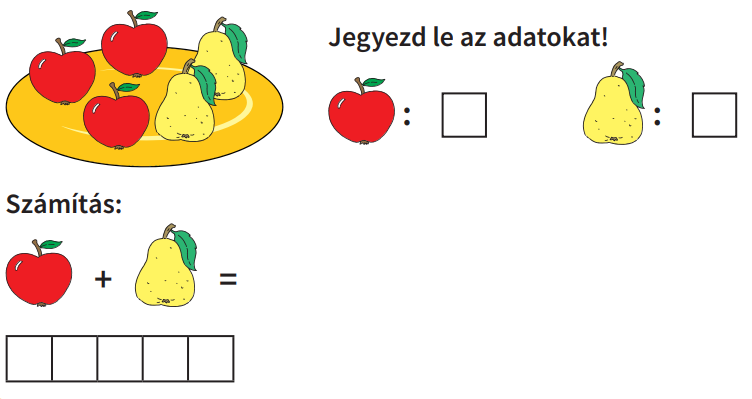 Jegyezd le az adatokat!
: :
Számítás:
+ =